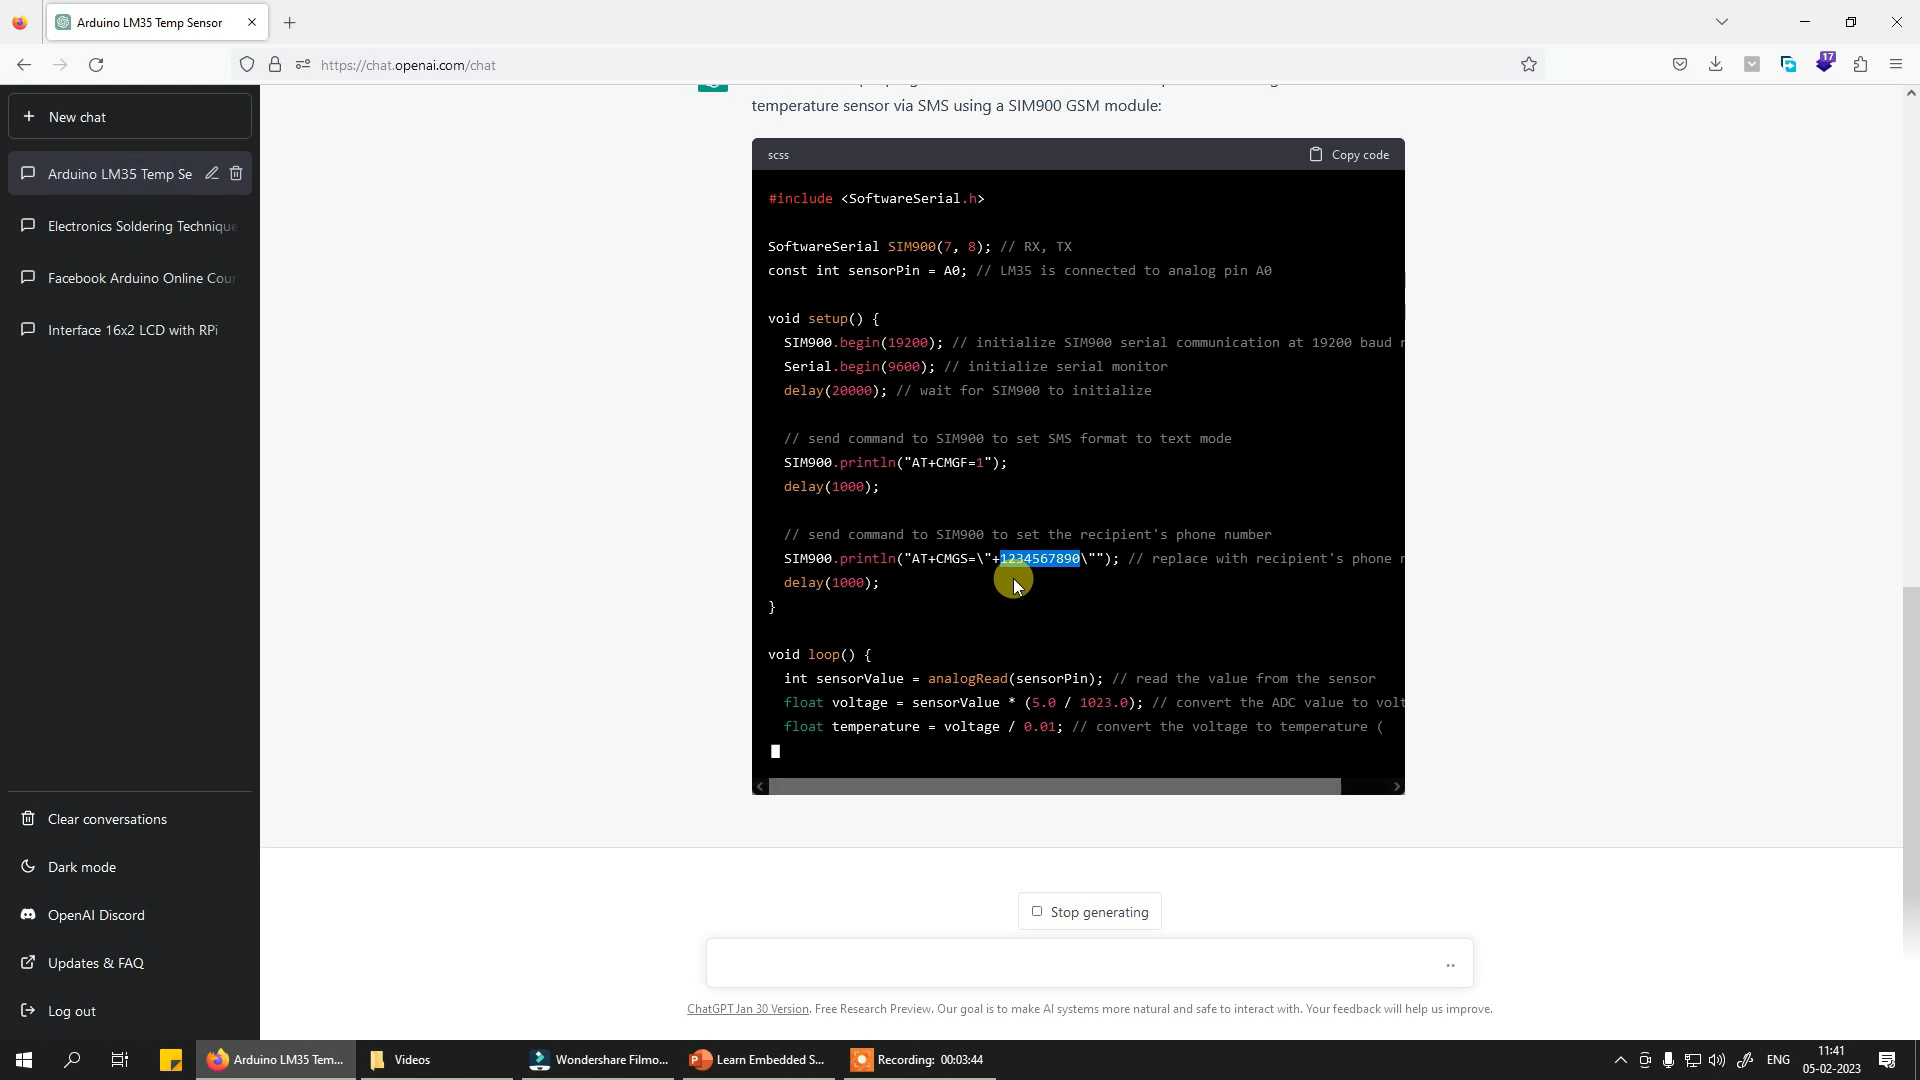 Arduino LM35 Temp Sensor
https://chat.openai.com/chat
17
New chat
Arduino LM35 Temp Se
Electronics Soldering Technique
Facebook Arduino Online Cour
Interface 16x2 LCD with RPi
Clear conversations
Dark mode
OpenAI Discord
Updates & FAQ
Log out
temperature sensor via SMS using a SIM900 GSM module:
scss
Copy code
#include <SoftwareSerial.h>
SoftwareSerial SIM900(7, 8); // RX, TX
const int sensorPin = A0; // LM35 is connected to analog pin A0
void setup() {
SIM900.begin(19200); // initialize SIM900 serial communication at 19200 baud r
Serial.begin(9600); // initialize serial monitor
delay(20000); // wait for SIM900 to initialize
// send command to SIM900 to set SMS format to text mode
SIM900.println("AT+CMGF=1");
delay(1000);
// send command to SIM900 to set the recipient's phone number
SIM900.println("AT+CMGS=\"+1234567890\""); // replace with recipient's phone n
delay(1000);
}
void loop() {
int sensorValue = analogRead(sensorPin); // read the value from the sensor
float voltage = sensorValue * (5.0 / 1023.0); // convert the ADC value to volt
float temperature = voltage / 0.01; // convert the voltage to temperature (
Stop generating
ChatGPT Jan 30 Version. Free Research Preview. Our goal is to make AI systems more natural and safe to interact with. Your feedback will help us improve.
Arduino LM35 Tem...
Videos
Wondershare Filmo...
Learn Embedded S...
Recording: 00:03:44
ENG
11:41
05-02-2023